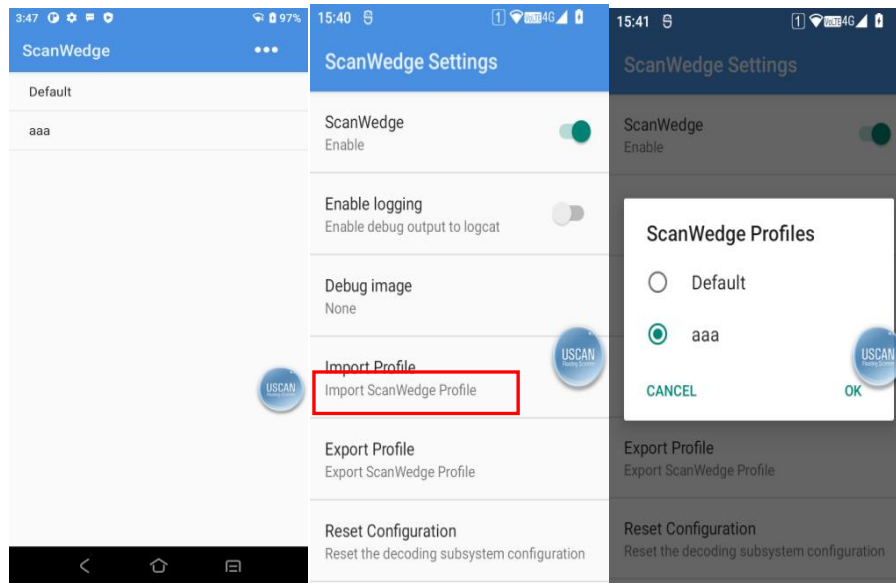 3:47
97%
ScanWedge
Default
aaa
USCAN
15:40
1
4G
ScanWedge Settings
ScanWedge
Enable
Enable logging
Enable debug output to logcat
Debug image
None
Import Profile
Import ScanWedge Profile
USCAN
Export Profile
Export ScanWedge Profile
Reset Configuration
Reset the decoding subsystem configuration
15:41
1
4G
ScanWedge Settings
ScanWedge
Enable
ScanWedge Profiles
Default
aaa
USCAN
CANCEL
OK
Export Profile
Export ScanWedge Profile
Reset Configuration
Reset the decoding subsystem configuration